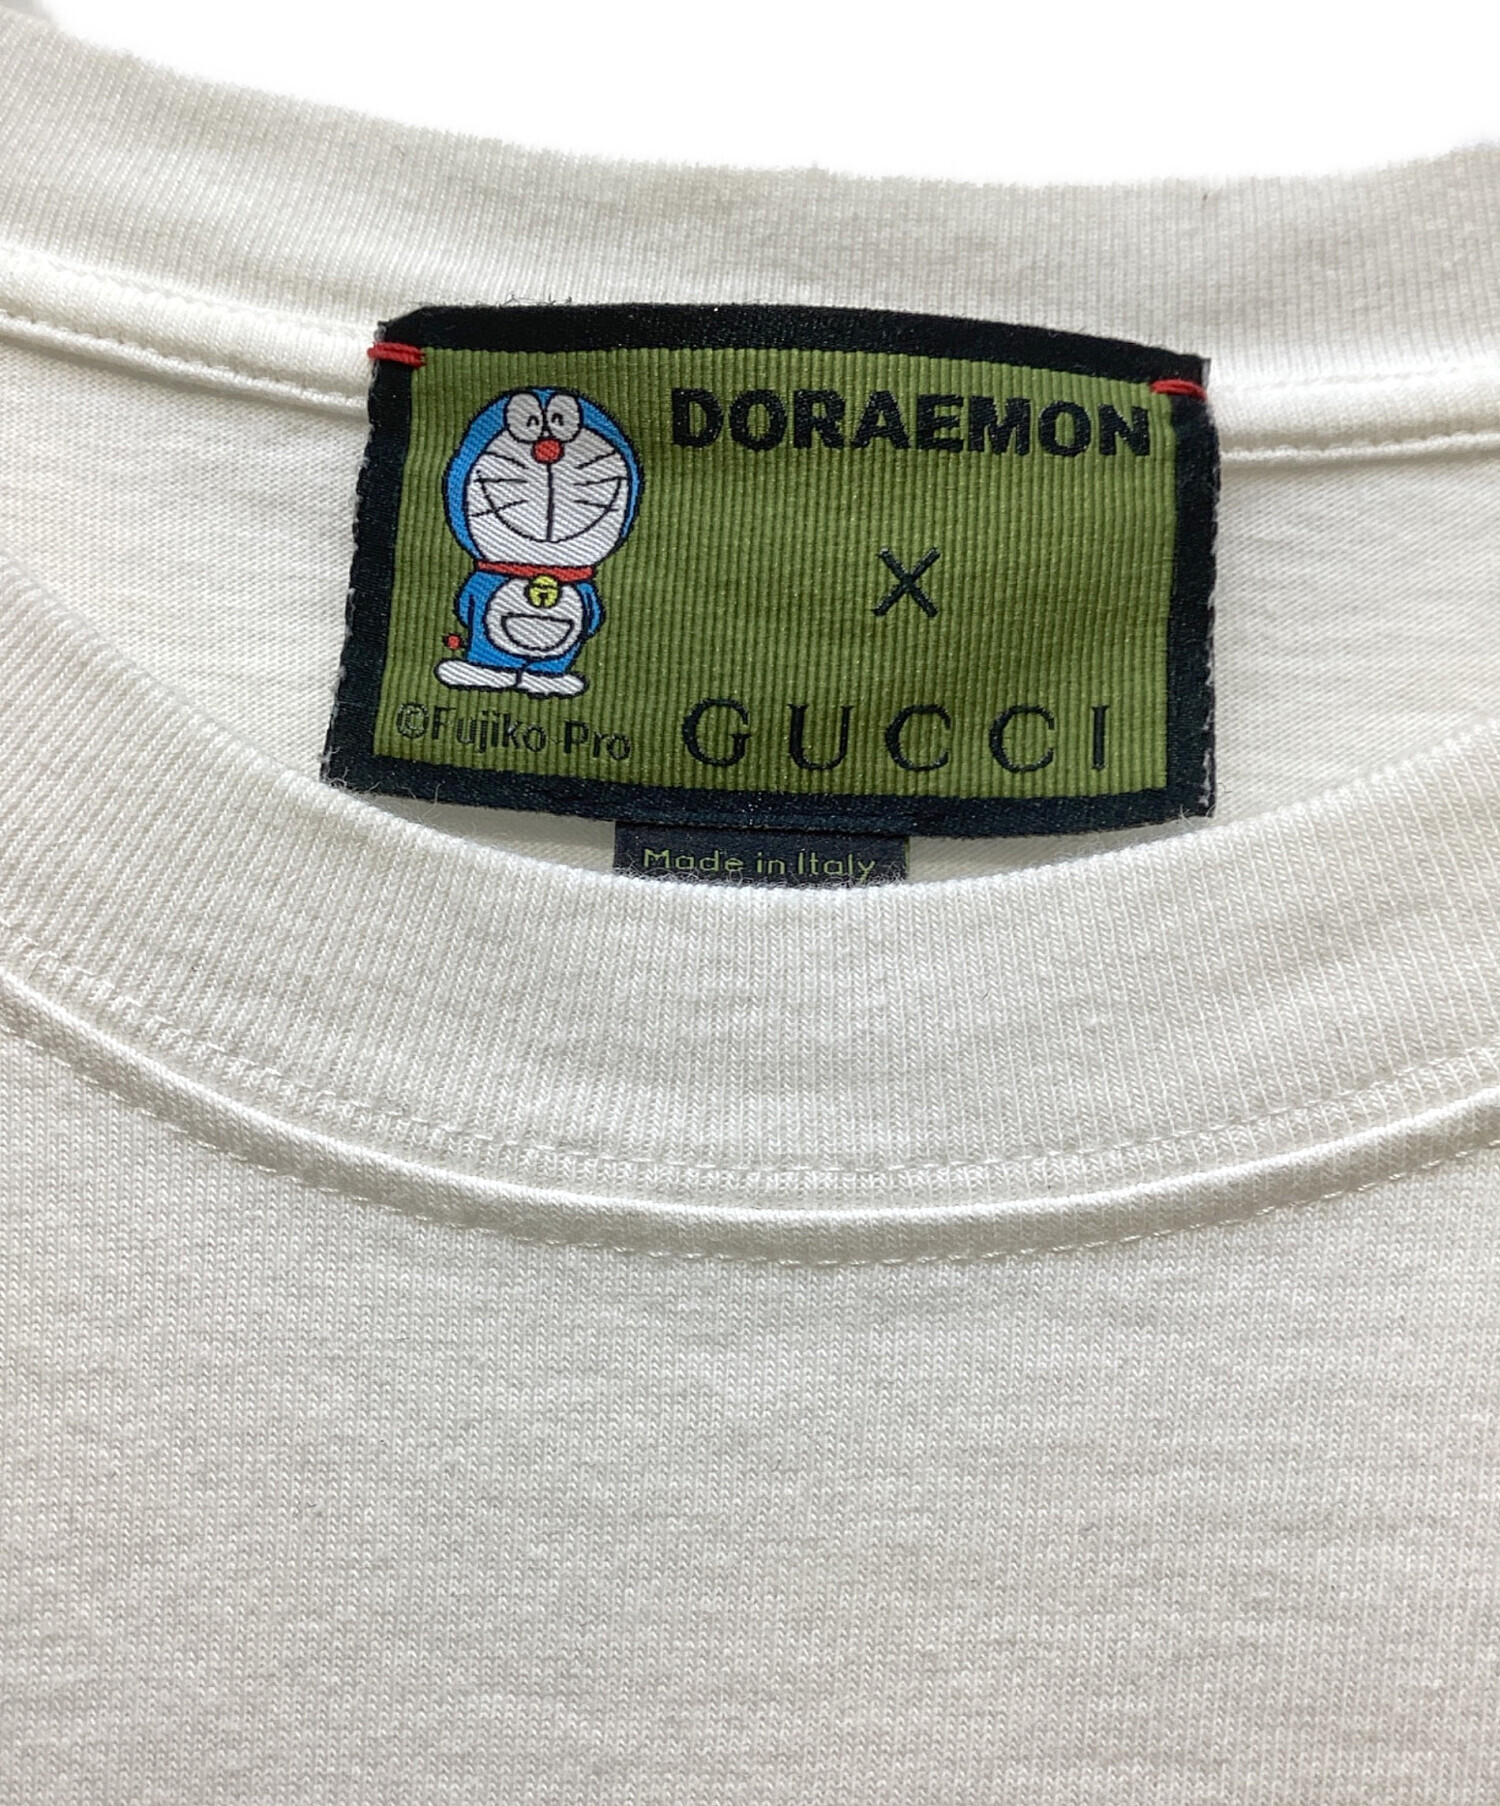 DORAEMON
X
©Fujiko Pro
GUCCI
Made in Italy